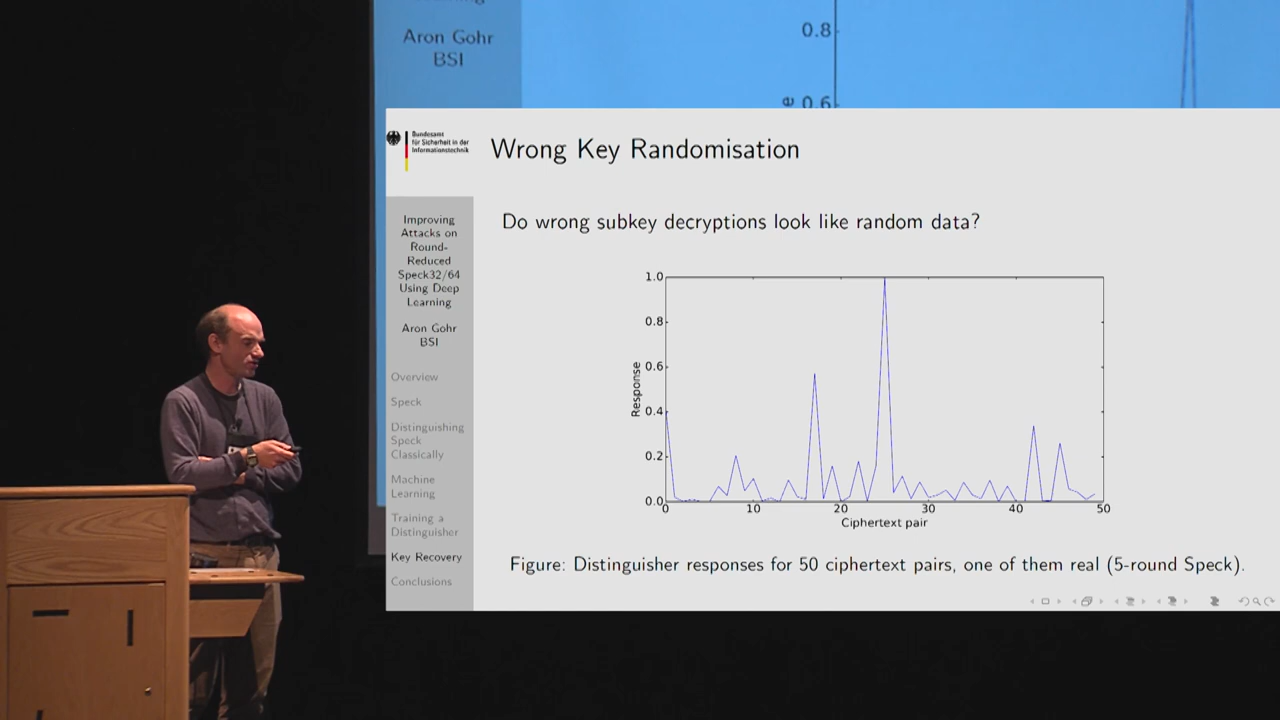 Aron Gohr
BSI
0.8
0.6
Bundesamt
für Sicherheit in der
Informationstechnik
Wrong Key Randomisation
Improving
Attacks on
Round-
Reduced
Speck32/64
Using Deep
Learning
Aron Gohr
BSI
Overview
Speck
Distinguishing
Speck
Classically
Machine
Learning
Training a
Distinguisher
Key Recovery
Conclusions
Do wrong subkey decryptions look like random data?
1.0
0.8
0.6
0.4
0.2
0.0
Response
0 10 20 30 40 50
Ciphertext pair
Figure: Distinguisher responses for 50 ciphertext pairs, one of them real (5-round Speck).